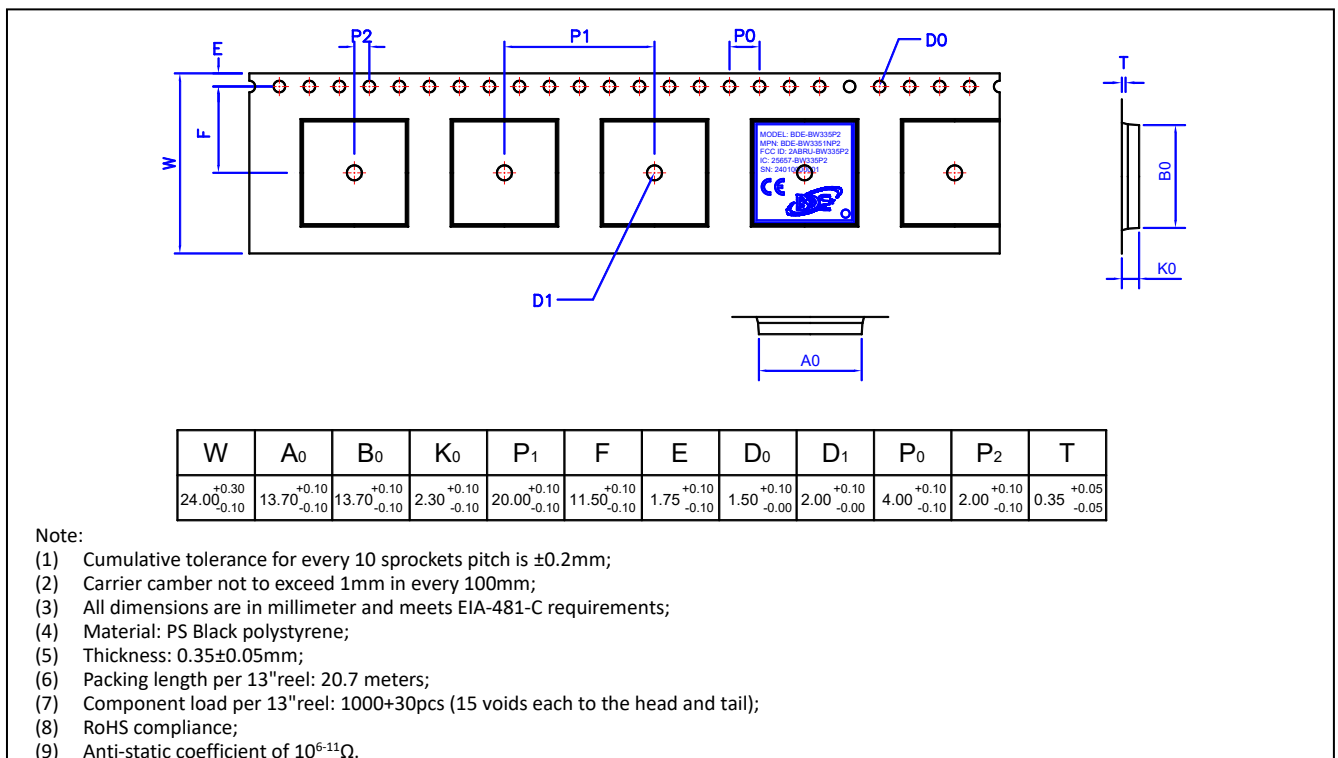 E P2 P1 P0 D0 T
F
W
MODEL: BDE-BW335P2
MPN: BDE-BW3351NP2
FCC ID: 2ABRU-BW335P2
IC: 25657-BW335P2
CE
B0
K0
D1
A0
W A0 B0 K0 P1 F E D0 D1 P0 P2 T
24.00 +0.30 -0.10 13.70 +0.10 -0.10 13.70 +0.10 -0.10 2.30 +0.10 -0.10 20.00 +0.10 -0.10 11.50 +0.10 -0.10 1.75 +0.10 -0.10 1.50 +0.10 -0.00 2.00 +0.10 -0.00 4.00 +0.10 -0.10 2.00 +0.10 -0.10 0.35 +0.05 -0.05
Note:
(1) Cumulative tolerance for every 10 sprockets pitch is ±0.2mm;
(2) Carrier camber not to exceed 1mm in every 100mm;
(3) All dimensions are in millimeter and meets EIA-481-C requirements;
(4) Material: PS Black polystyrene;
(5) Thickness: 0.35±0.05mm;
(6) Packing length per 13"reel: 20.7 meters;
(7) Component load per 13"reel: 1000+30pcs (15 voids each to the head and tail);
(8) RoHS compliance;
(9) Anti-static coefficient of 10⁶⁻¹¹Ω.